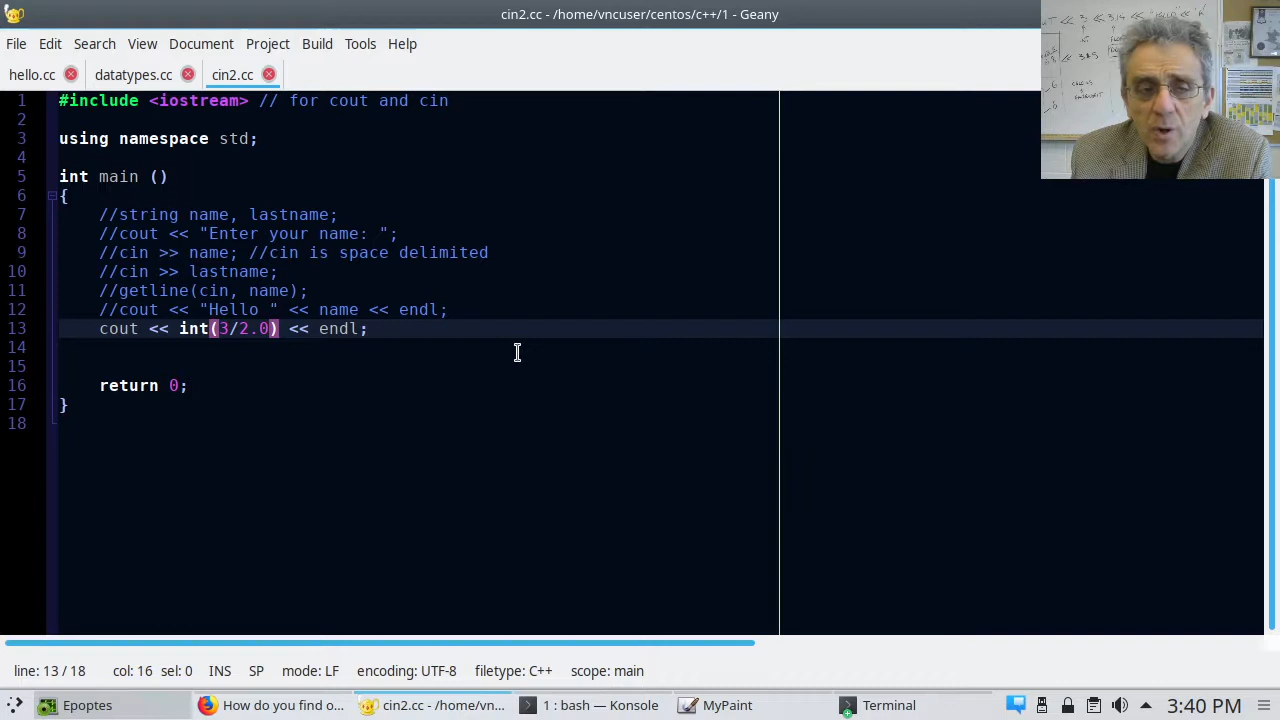 cin2.cc - /home/vncuser/centos/c++/1 - Geany
File Edit Search View Document Project Build Tools Help
hello.cc datatypes.cc cin2.cc
1 #include <iostream> // for cout and cin
2
3 using namespace std;
4
5 int main ()
6 {
7 //string name, lastname;
8 //cout << "Enter your name: ";
9 //cin >> name; //cin is space delimited
10 //cin >> lastname;
11 //getline(cin, name);
12 //cout << "Hello " << name << endl;
13 cout << int(3/2.0) << endl;
14
15
16 return 0;
17 }
18
line: 13 / 18 col: 16 sel: 0 INS SP mode: LF encoding: UTF-8 filetype: C++ scope: main
Epoptes How do you find o... cin2.cc - /home/vn... 1 : bash — Konsole MyPaint Terminal 3:40 PM